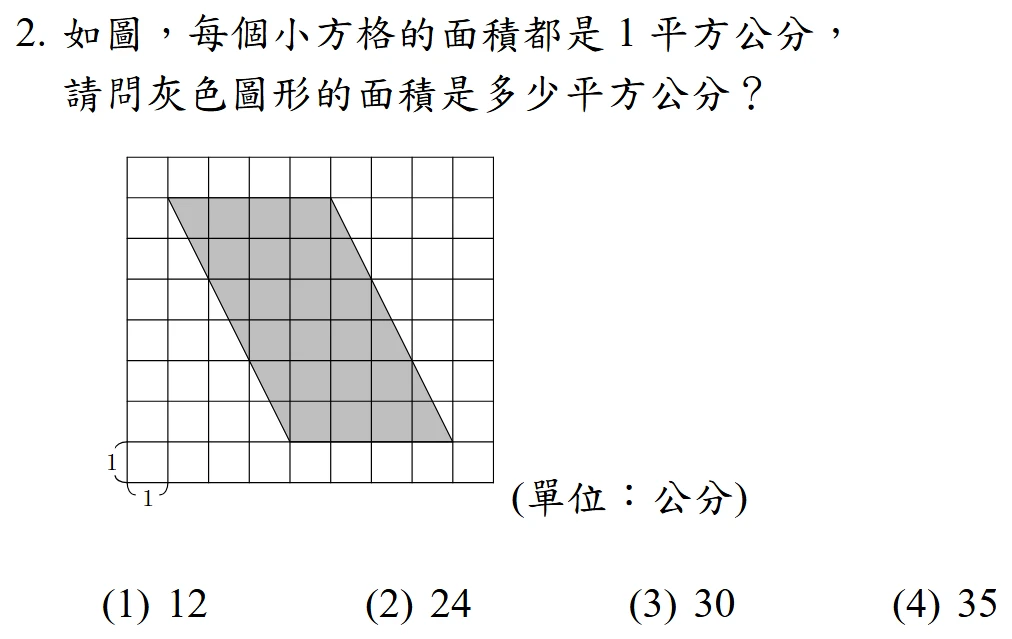 2. 如圖，每個小方格的面積都是 1 平方公分，
請問灰色圖形的面積是多少平方公分？
1
1
(單位：公分)
(1) 12 (2) 24 (3) 30 (4) 35